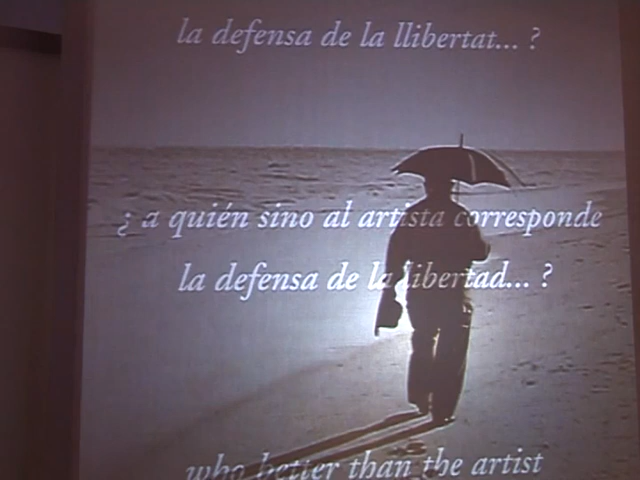 la defensa de la llibertat... ?
¿ a quién sino al artista corresponde
la defensa de la libertad... ?
who better than the artist